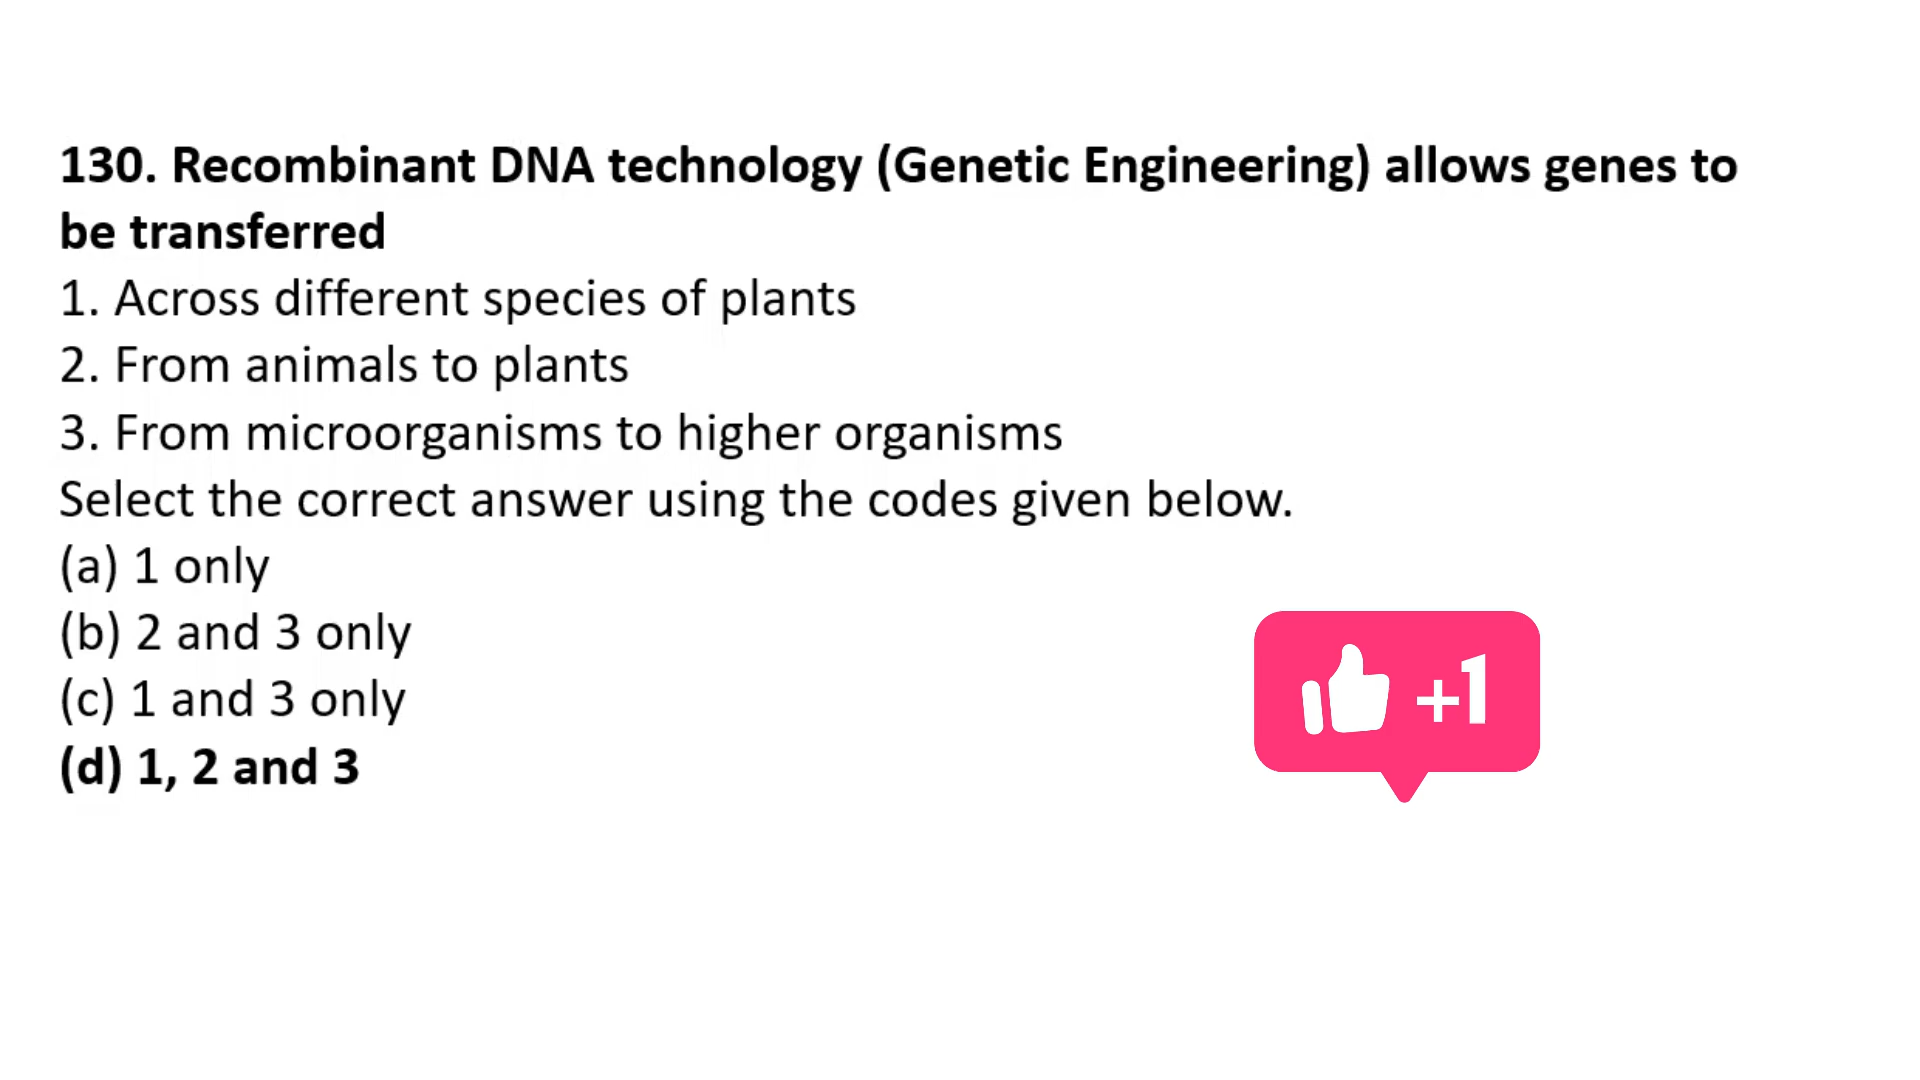 130. Recombinant DNA technology (Genetic Engineering) allows genes to
be transferred
1. Across different species of plants
2. From animals to plants
3. From microorganisms to higher organisms
Select the correct answer using the codes given below.
(a) 1 only
(b) 2 and 3 only
(c) 1 and 3 only
(d) 1, 2 and 3
+1